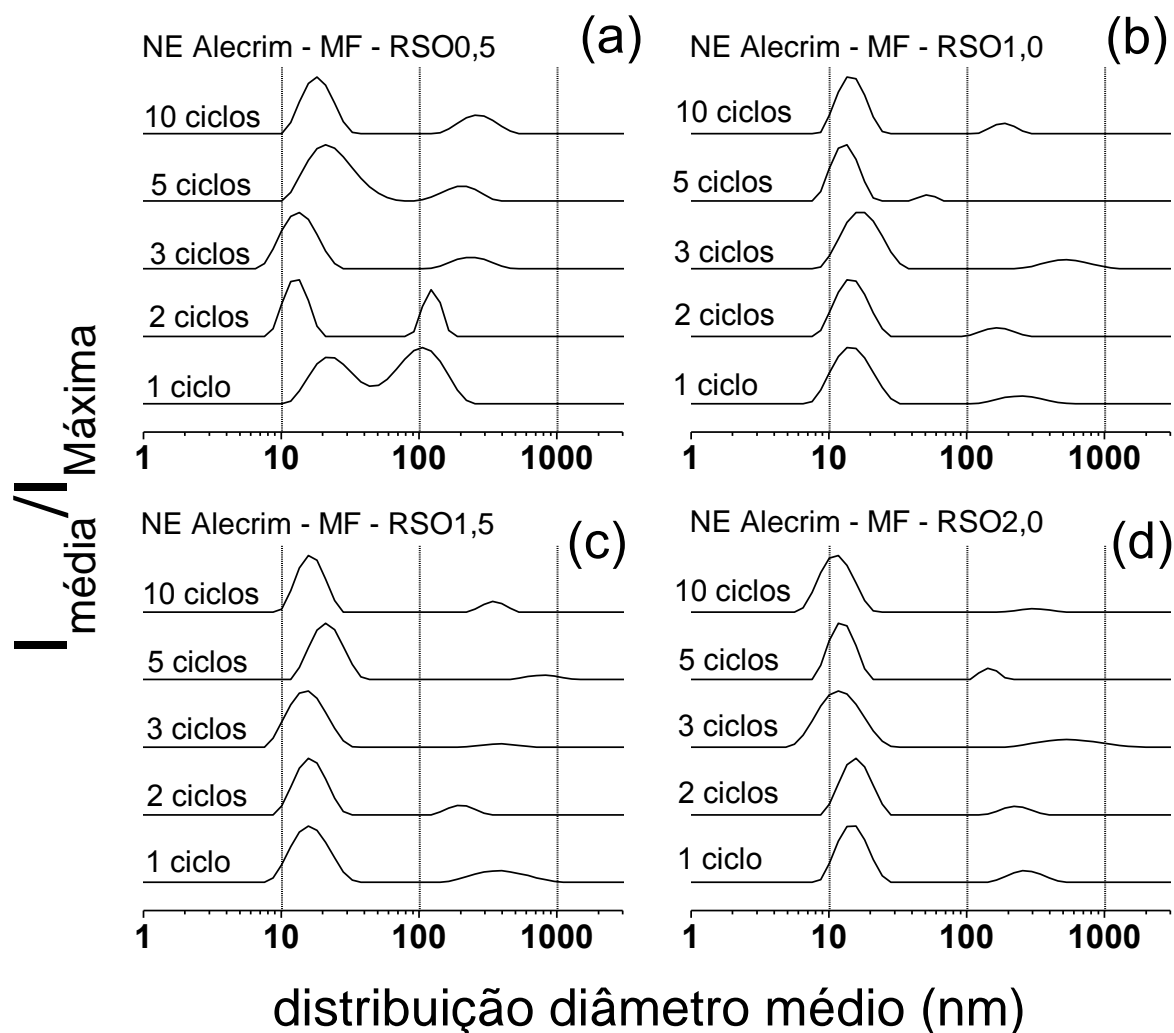 NE Alecrim - MF - RSO0,5
(a)
10 ciclos
5 ciclos
3 ciclos
2 ciclos
1 ciclo
1 10 100 1000
NE Alecrim - MF - RSO1,0
(b)
10 ciclos
5 ciclos
3 ciclos
2 ciclos
1 ciclo
1 10 100 1000
NE Alecrim - MF - RSO1,5
(c)
10 ciclos
5 ciclos
3 ciclos
2 ciclos
1 ciclo
1 10 100 1000
NE Alecrim - MF - RSO2,0
(d)
10 ciclos
5 ciclos
3 ciclos
2 ciclos
1 ciclo
1 10 100 1000
I média /I Máxima
distribuição diâmetro médio (nm)